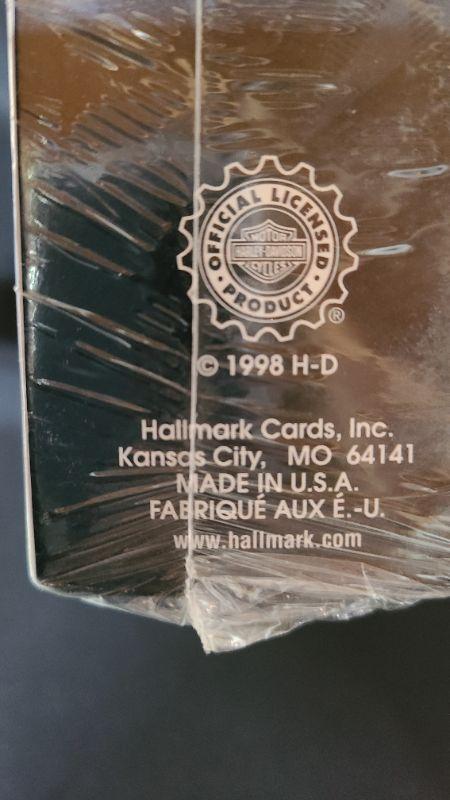 OFFICIAL LICENSED
MOTOR
HARLEY-DAVIDSON
CYCLES
• PRODUCT •
®
© 1998 H-D
Hallmark Cards, Inc.
Kansas City, MO 64141
MADE IN U.S.A.
FABRIQUÉ AUX É.-U.
www.hallmark.com